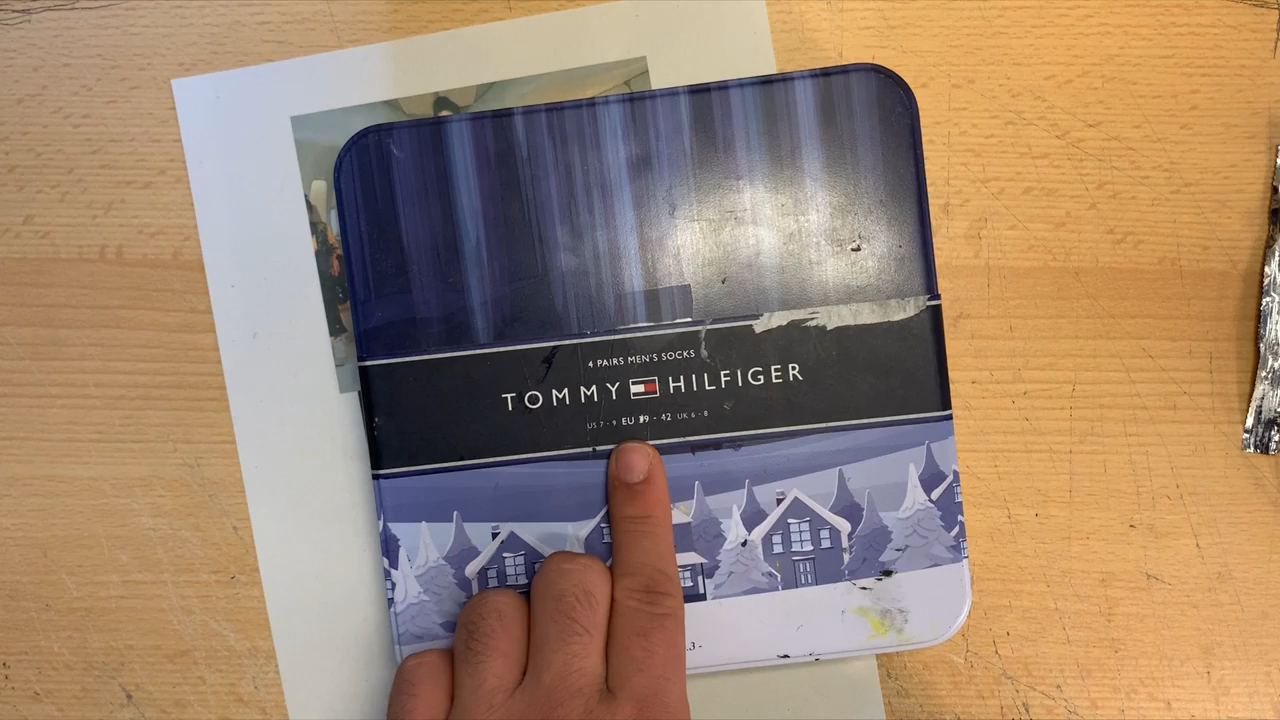 4 PAIRS MEN'S SOCKS
TOMMY HILFIGER
US 7 - 9 EU 39 - 42 UK 6 - 8